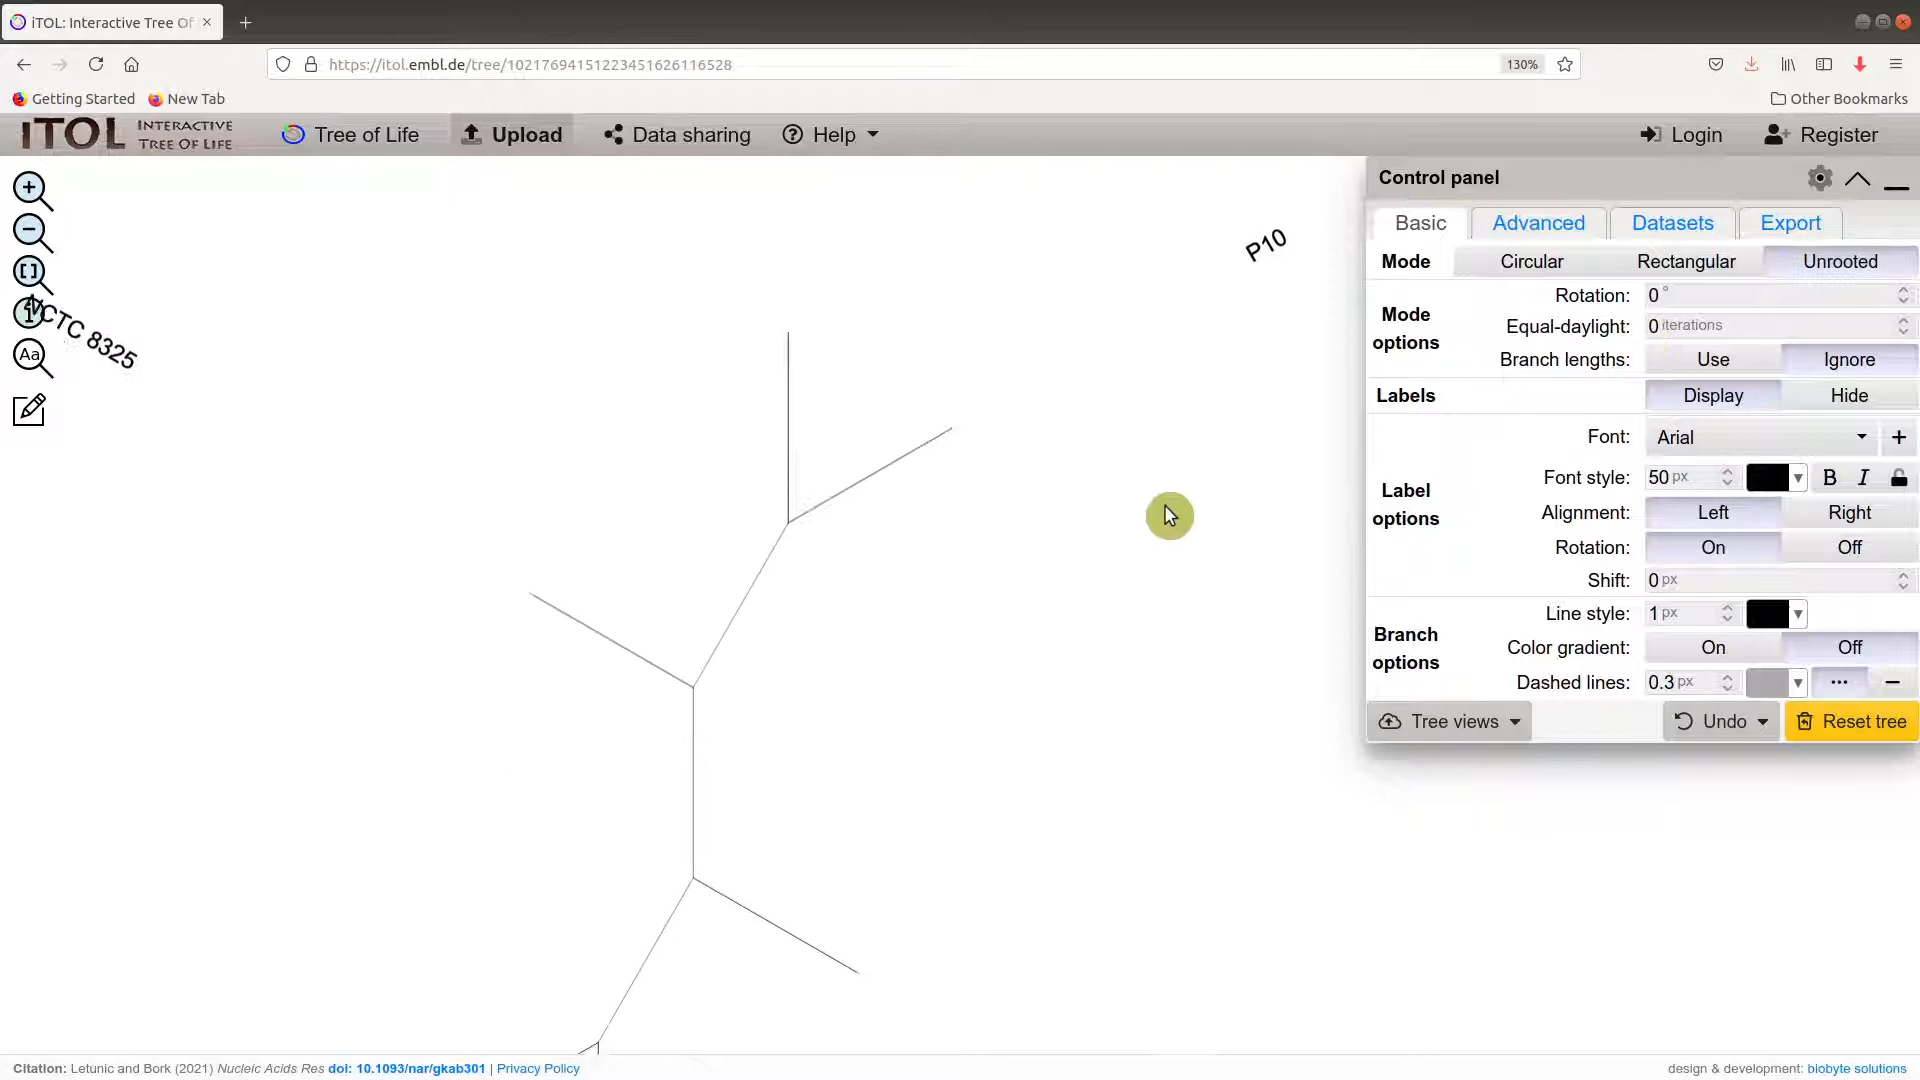 iTOL: Interactive Tree Of
https://itol.embl.de/tree/10217694151223451626116528
130%
Getting Started
New Tab
Other Bookmarks
iTOL INTERACTIVE TREE OF LIFE
Tree of Life
Upload
Data sharing
Help
Login
Register
Control panel
Basic
Advanced
Datasets
Export
Mode
Circular
Rectangular
Unrooted
Mode options
Rotation:
0 °
Equal-daylight:
0 iterations
Branch lengths:
Use
Ignore
Labels
Display
Hide
Label options
Font:
Arial
+
Font style:
50 px
B
I
Alignment:
Left
Right
Rotation:
On
Off
Shift:
0 px
Branch options
Line style:
1 px
Color gradient:
On
Off
Dashed lines:
0.3 px
Tree views
Undo
Reset tree
P10
NCTC 8325
Aa
Citation: Letunic and Bork (2021) Nucleic Acids Res doi: 10.1093/nar/gkab301 | Privacy Policy
design & development: biobyte solutions